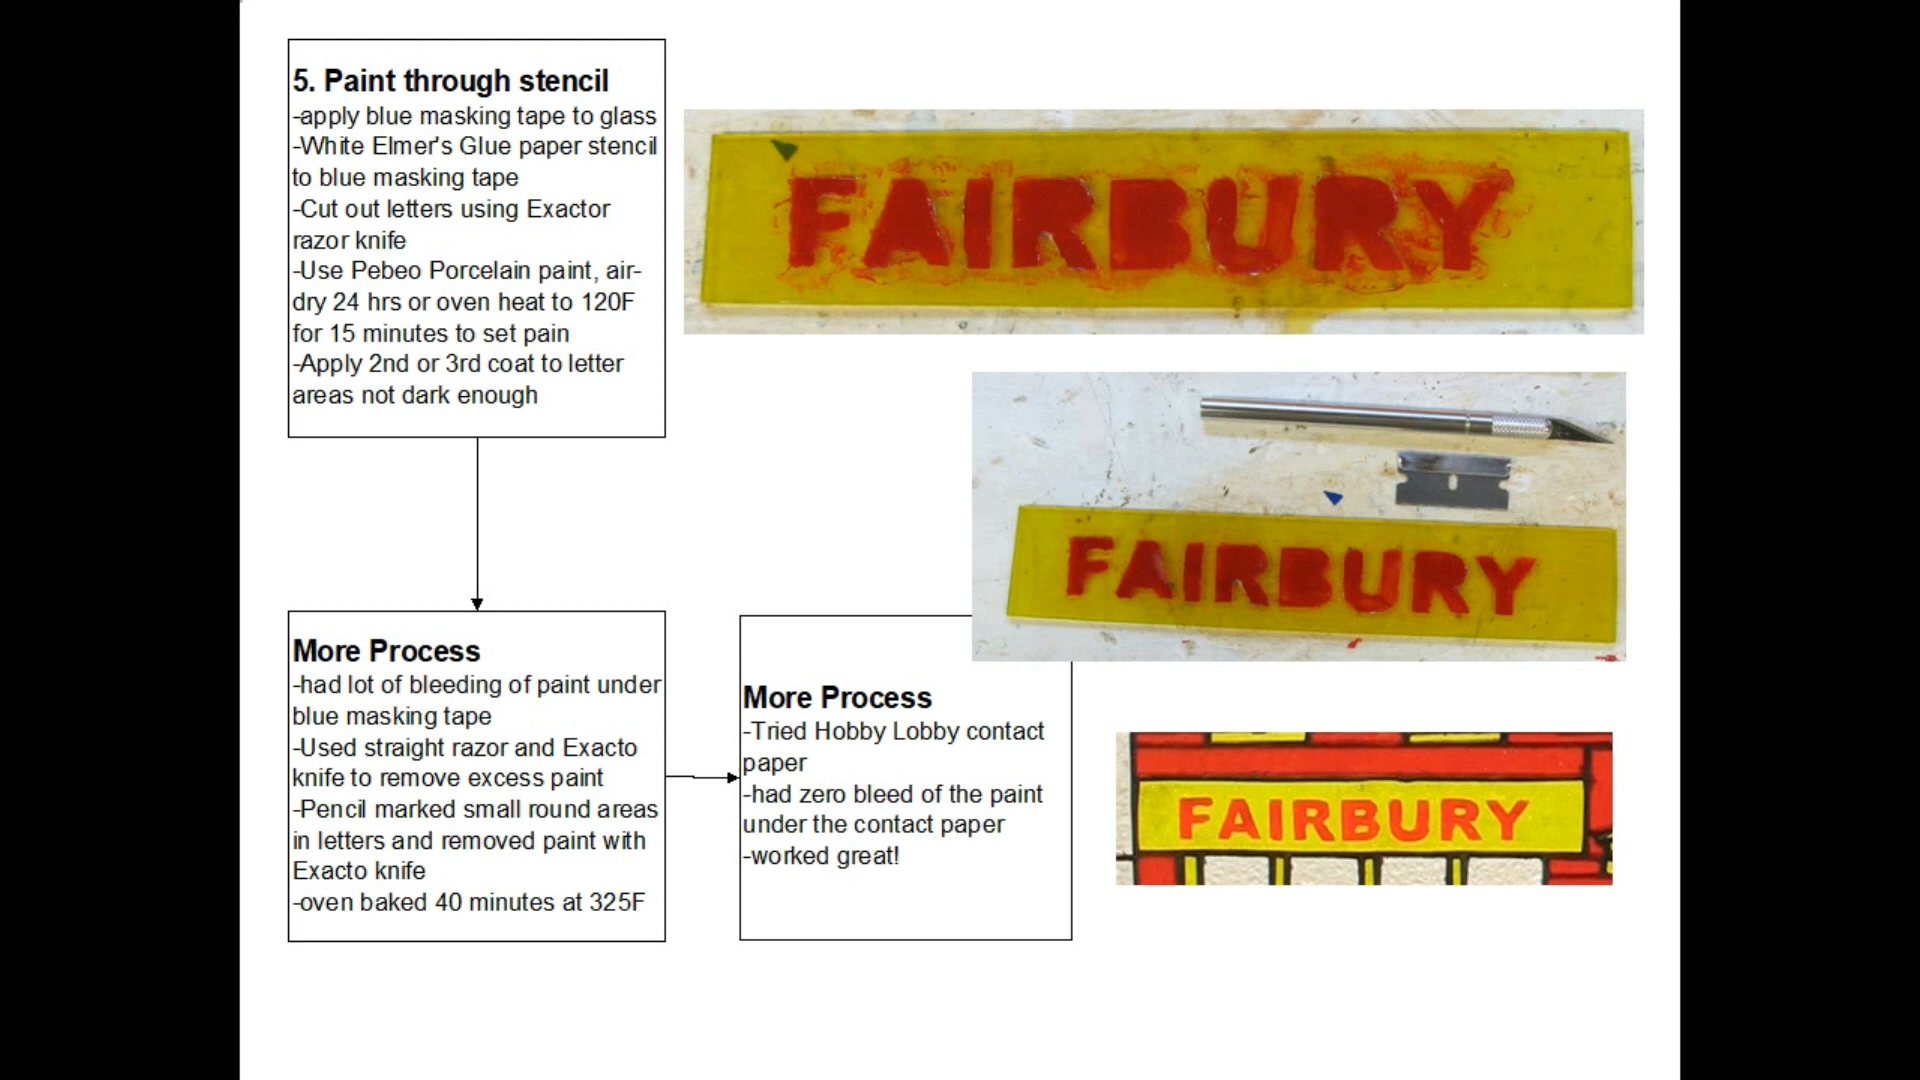 5. Paint through stencil
-apply blue masking tape to glass
-White Elmer's Glue paper stencil
to blue masking tape
-Cut out letters using Exactor
razor knife
-Use Pebeo Porcelain paint, air-
dry 24 hrs or oven heat to 120F
for 15 minutes to set pain
-Apply 2nd or 3rd coat to letter
areas not dark enough
FAIRBURY
FAIRBURY
More Process
-had lot of bleeding of paint under
blue masking tape
-Used straight razor and Exacto
knife to remove excess paint
-Pencil marked small round areas
in letters and removed paint with
Exacto knife
-oven baked 40 minutes at 325F
More Process
-Tried Hobby Lobby contact
paper
-had zero bleed of the paint
under the contact paper
-worked great!
FAIRBURY